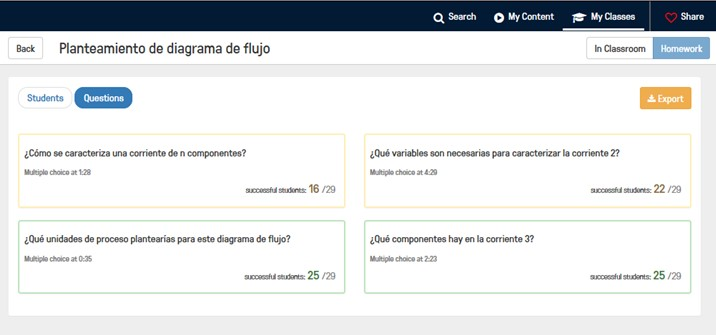 Search My Content My Classes Share
Back Planteamiento de diagrama de flujo In Classroom Homework
Students Questions Export
¿Cómo se caracteriza una corriente de n componentes?
Multiple choice at 1:28
successful students: 16 /29
¿Qué variables son necesarias para caracterizar la corriente 2?
Multiple choice at 4:29
successful students: 22 /29
¿Qué unidades de proceso plantearías para este diagrama de flujo?
Multiple choice at 0:35
successful students: 25 /29
¿Qué componentes hay en la corriente 3?
Multiple choice at 2:23
successful students: 25 /29